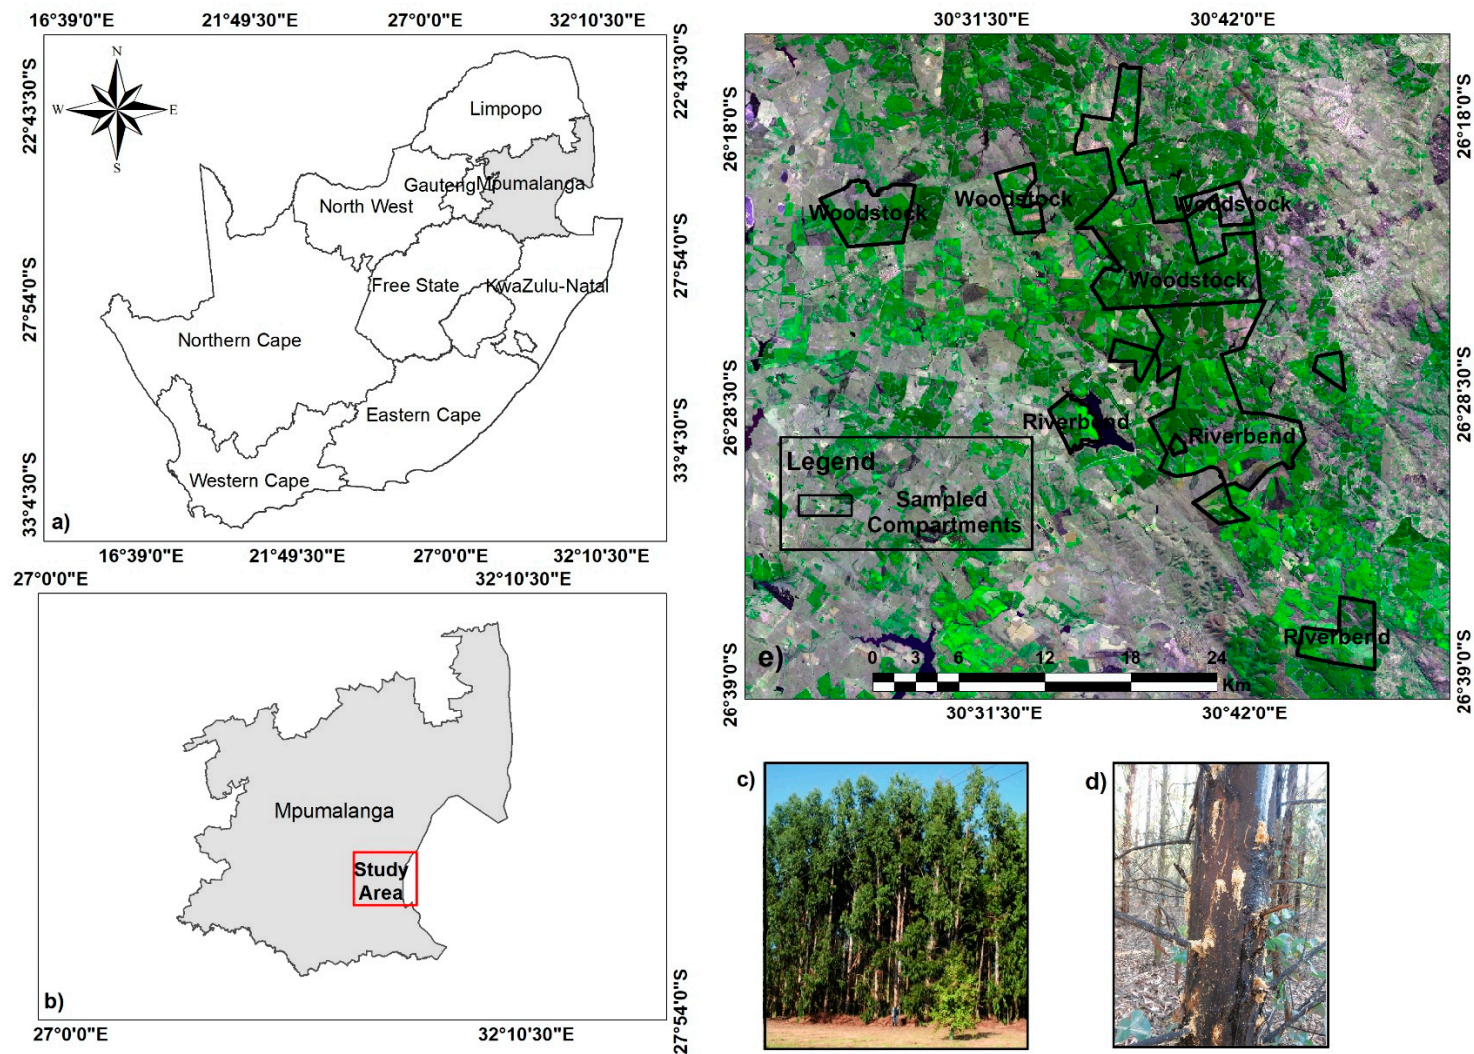 16°39'0"E 21°49'30"E 27°0'0"E 32°10'30"E
22°43'30"S
27°54'0"S
33°4'30"S
N
W E
S
Limpopo
Gauteng
Mpumalanga
North West
Free State
KwaZulu-Natal
Northern Cape
Eastern Cape
Western Cape
a)
22°43'30"S
27°54'0"S
33°4'30"S
16°39'0"E 21°49'30"E 27°0'0"E 32°10'30"E
27°0'0"E 32°10'30"E
Mpumalanga
Study
Area
b)
27°54'0"S
27°0'0"E 32°10'30"E
30°31'30"E 30°42'0"E
26°18'0"S
26°28'30"S
26°39'0"S
Woodstock
Woodstock
Woodstock
Woodstock
Riverbend
Riverbend
Legend
Sampled
Compartments
Riverbend
e)
0 3 6 12 18 24
Km
26°18'0"S
26°28'30"S
26°39'0"S
30°31'30"E 30°42'0"E
c)
d)